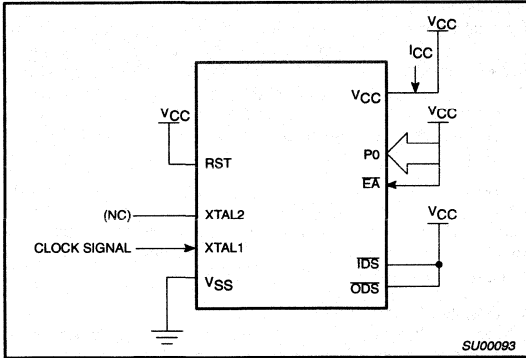 VCC
ICC
VCC
VCC
VCC
P0
RST
EA
(NC)
XTAL2
VCC
CLOCK SIGNAL
XTAL1
IDS
VSS
ODS
SU00093